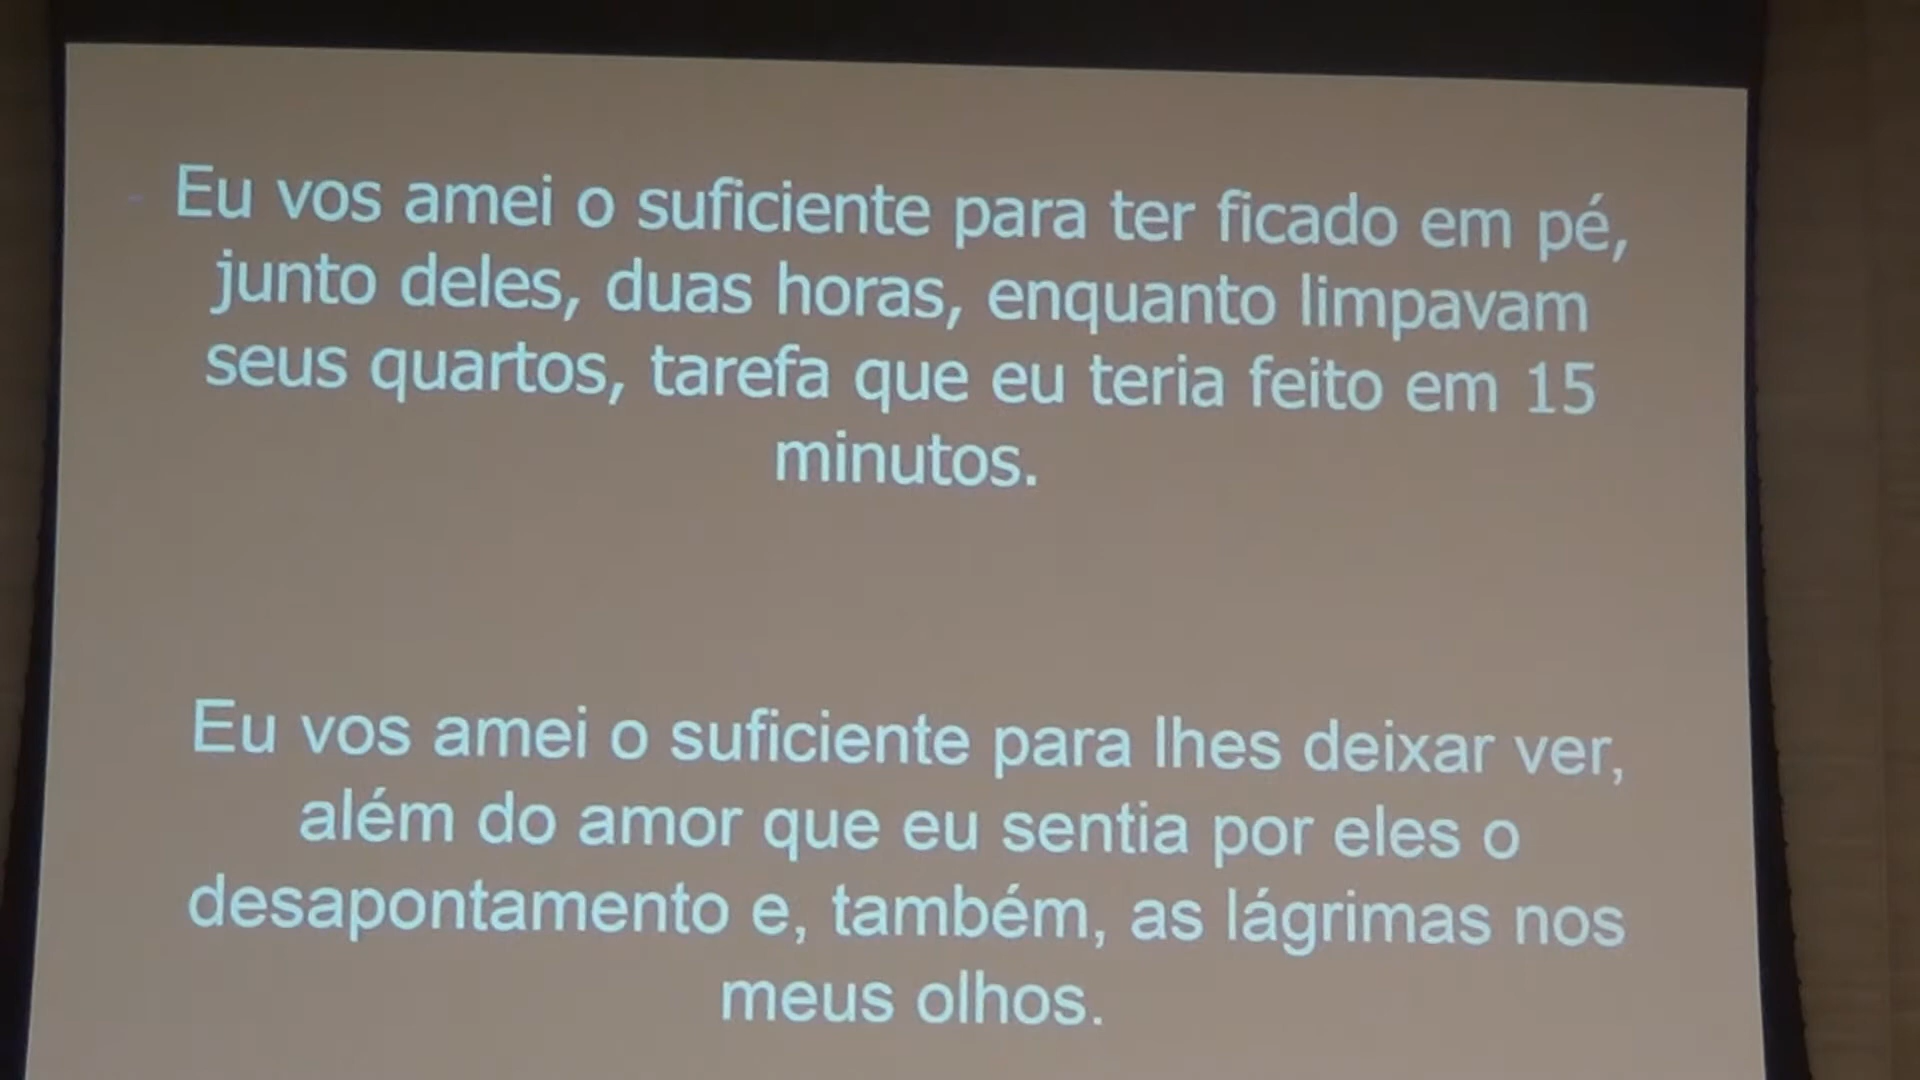 Eu vos amei o suficiente para ter ficado em pé,
junto deles, duas horas, enquanto limpavam
seus quartos, tarefa que eu teria feito em 15
minutos.
Eu vos amei o suficiente para lhes deixar ver,
além do amor que eu sentia por eles o
desapontamento e, também, as lágrimas nos
meus olhos.